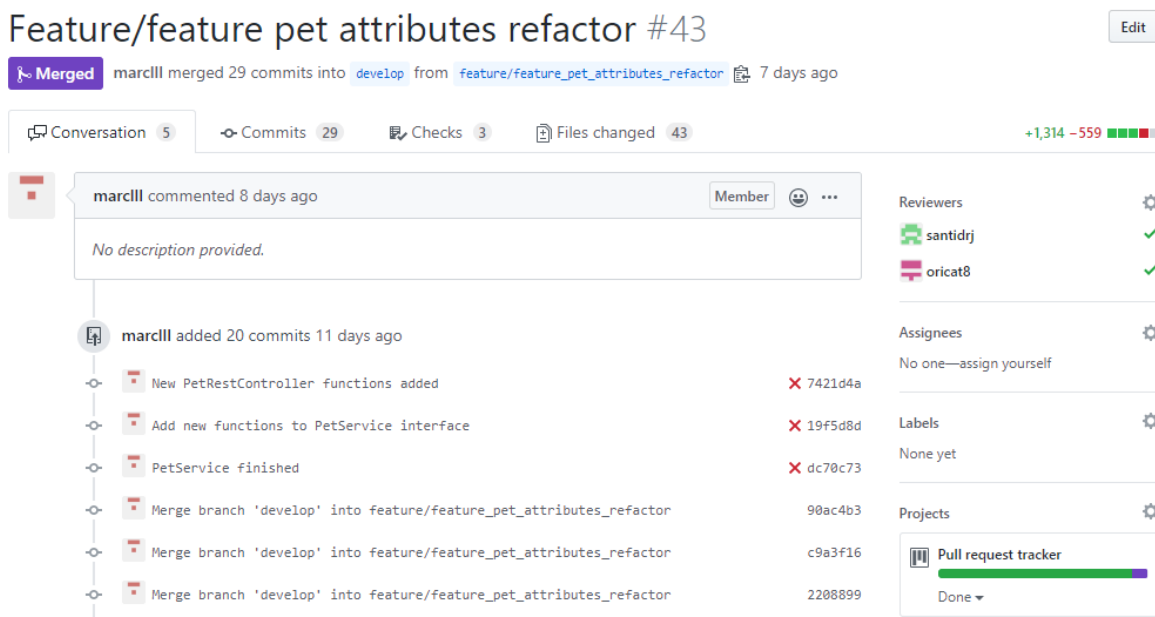 Feature/feature pet attributes refactor #43
Edit
Merged marclll merged 29 commits into develop from feature/feature_pet_attributes_refactor 7 days ago
Conversation 5 Commits 29 Checks 3 Files changed 43 +1,314 −559
marclll commented 8 days ago Member
No description provided.
marclll added 20 commits 11 days ago
New PetRestController functions added 7421d4a
Add new functions to PetService interface 19f5d8d
PetService finished dc70c73
Merge branch 'develop' into feature/feature_pet_attributes_refactor 90ac4b3
Merge branch 'develop' into feature/feature_pet_attributes_refactor c9a3f16
Merge branch 'develop' into feature/feature_pet_attributes_refactor 2208899
Reviewers
santidrj
oricat8
Assignees
No one—assign yourself
Labels
None yet
Projects
Pull request tracker
Done